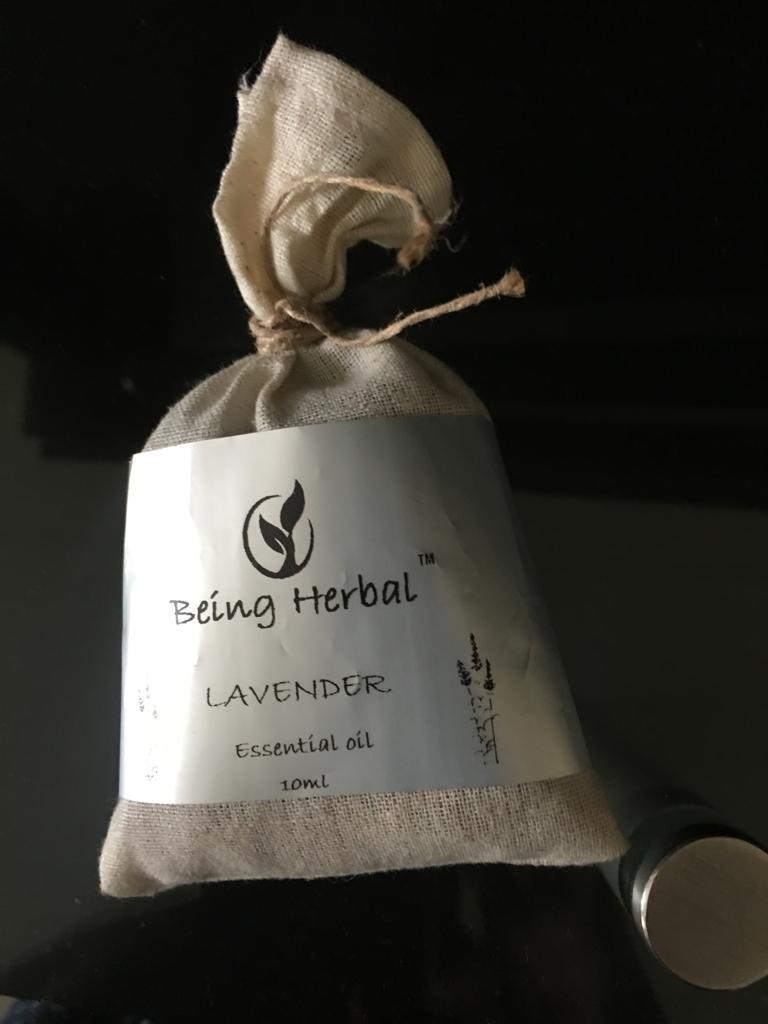 Being Herbal™
LAVENDER
Essential oil
10ml